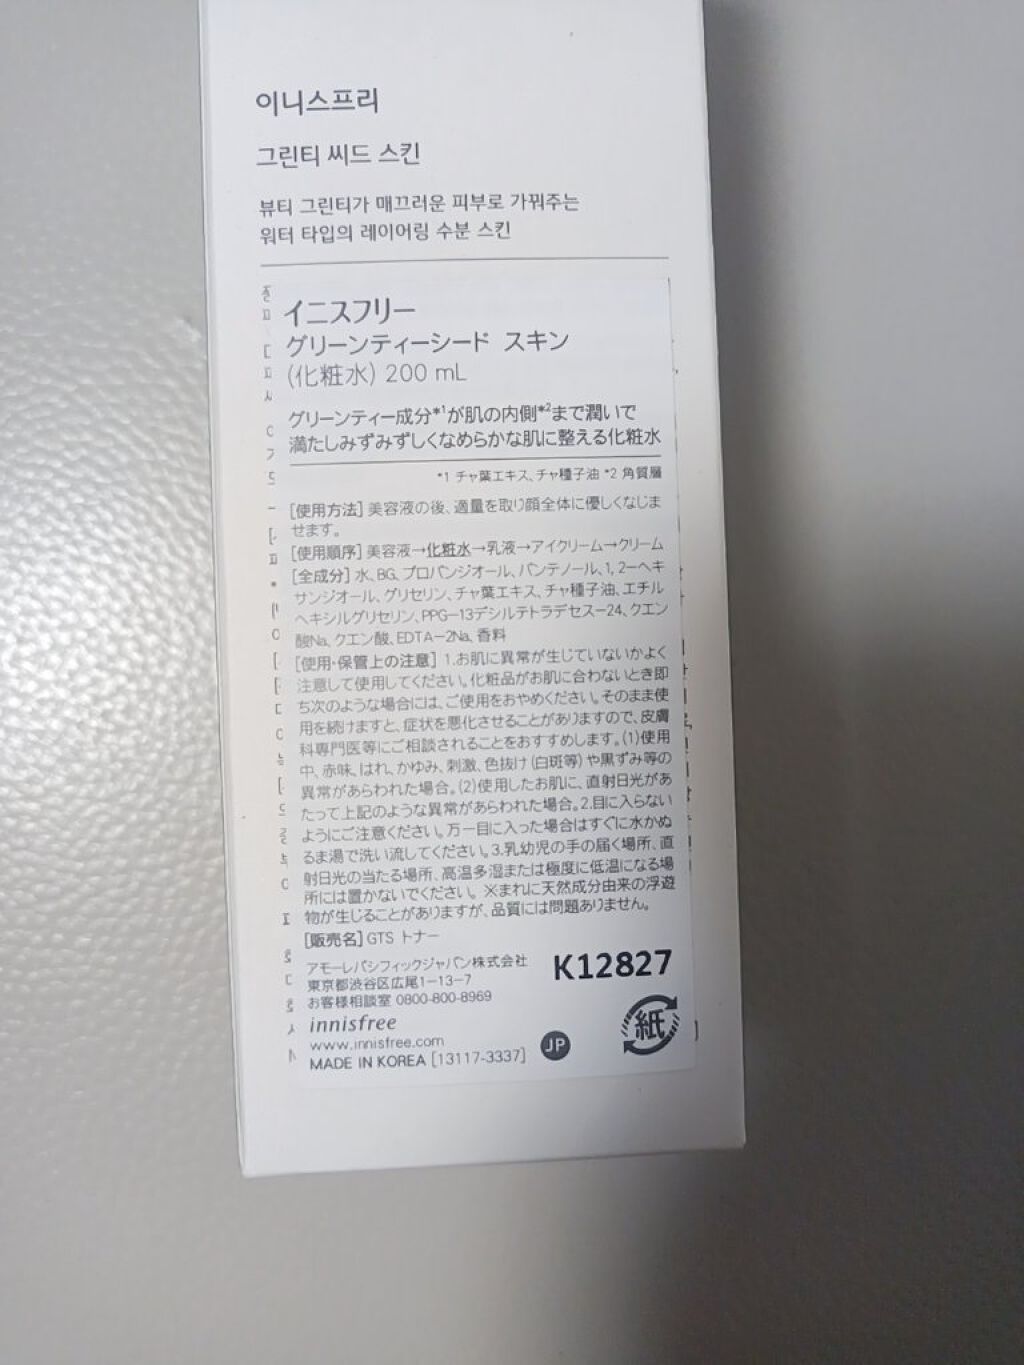 이니스프리
그린티 씨드 스킨
뷰티 그린티가 매끄러운 피부로 가꿔주는
워터 타입의 레이어링 수분 스킨
イニスフリー
グリーンティーシード スキン
(化粧水) 200 mL
グリーンティー成分*1が肌の内側*2まで潤いで
満たしみずみずしくなめらかな肌に整える化粧水
*1 チャ葉エキス、チャ種子油 *2 角質層
[使用方法] 美容液の後、適量を取り顔全体に優しくなじま
せます。
[使用順序] 美容液→化粧水→乳液→アイクリーム→クリーム
[全成分] 水、BG、プロパンジオール、パンテノール、1, 2-ヘキ
サンジオール、グリセリン、チャ葉エキス、チャ種子油、エチル
ヘキシルグリセリン、PPG-13デシルテトラデセス-24、クエン
酸Na、クエン酸、EDTA-2Na、香料
[使用・保管上の注意] 1.お肌に異常が生じていないかよく
注意して使用してください。化粧品がお肌に合わないとき即
ち次のような場合には、ご使用をおやめください。そのまま使
用を続けますと、症状を悪化させることがありますので、皮膚
科専門医等にご相談されることをおすすめします。(1)使用
中、赤味、はれ、かゆみ、刺激、色抜け(白斑等)や黒ずみ等の
異常があらわれた場合。(2)使用したお肌に、直射日光があ
たって上記のような異常があらわれた場合。2.目に入らない
ようにご注意ください。万一目に入った場合はすぐに水かぬ
るま湯で洗い流してください。3.乳幼児の手の届く場所、直
射日光の当たる場所、高温多湿または極度に低温になる場
所には置かないでください。※まれに天然成分由来の浮遊
物が生じることがありますが、品質には問題ありません。
[販売名] GTS トナー
アモーレパシフィックジャパン株式会社
東京都渋谷区広尾1-13-7
お客様相談室 0800-800-8969
K12827
innisfree
www.innisfree.com
MADE IN KOREA [13117-3337]
JP
紙